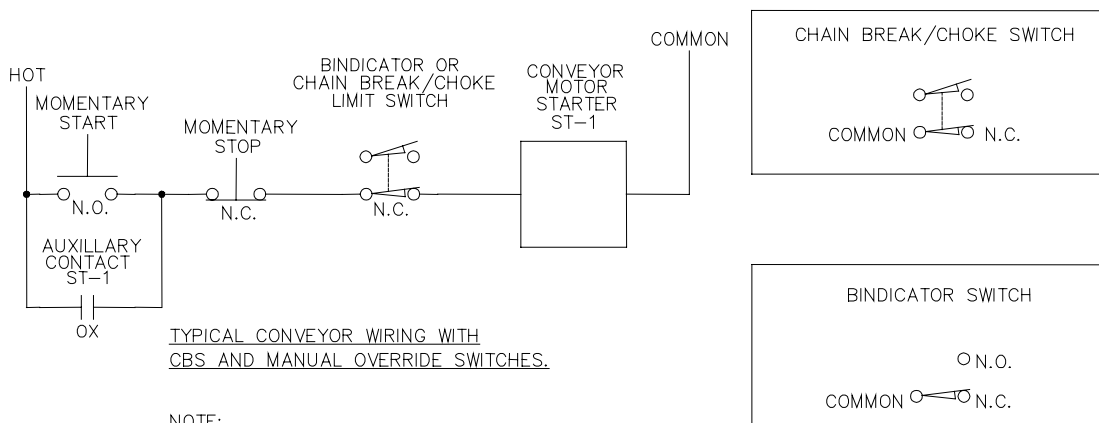 HOT
MOMENTARY
START
N.O.
AUXILLARY
CONTACT
ST-1
OX
MOMENTARY
STOP
N.C.
BINDICATOR OR
CHAIN BREAK/CHOKE
LIMIT SWITCH
N.C.
CONVEYOR
MOTOR
STARTER
ST-1
COMMON
TYPICAL CONVEYOR WIRING WITH
CBS AND MANUAL OVERRIDE SWITCHES.
NOTE:
CHAIN BREAK/CHOKE SWITCH
COMMON N.C.
BINDICATOR SWITCH
N.O.
COMMON N.C.